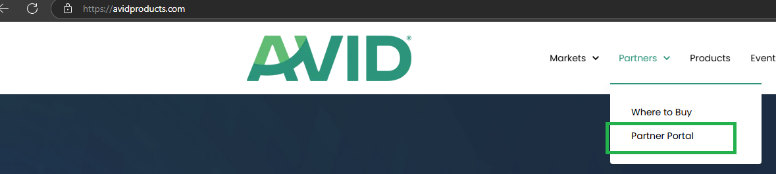 https://avidproducts.com
AVID®
Markets Partners Products Event
Where to Buy
Partner Portal